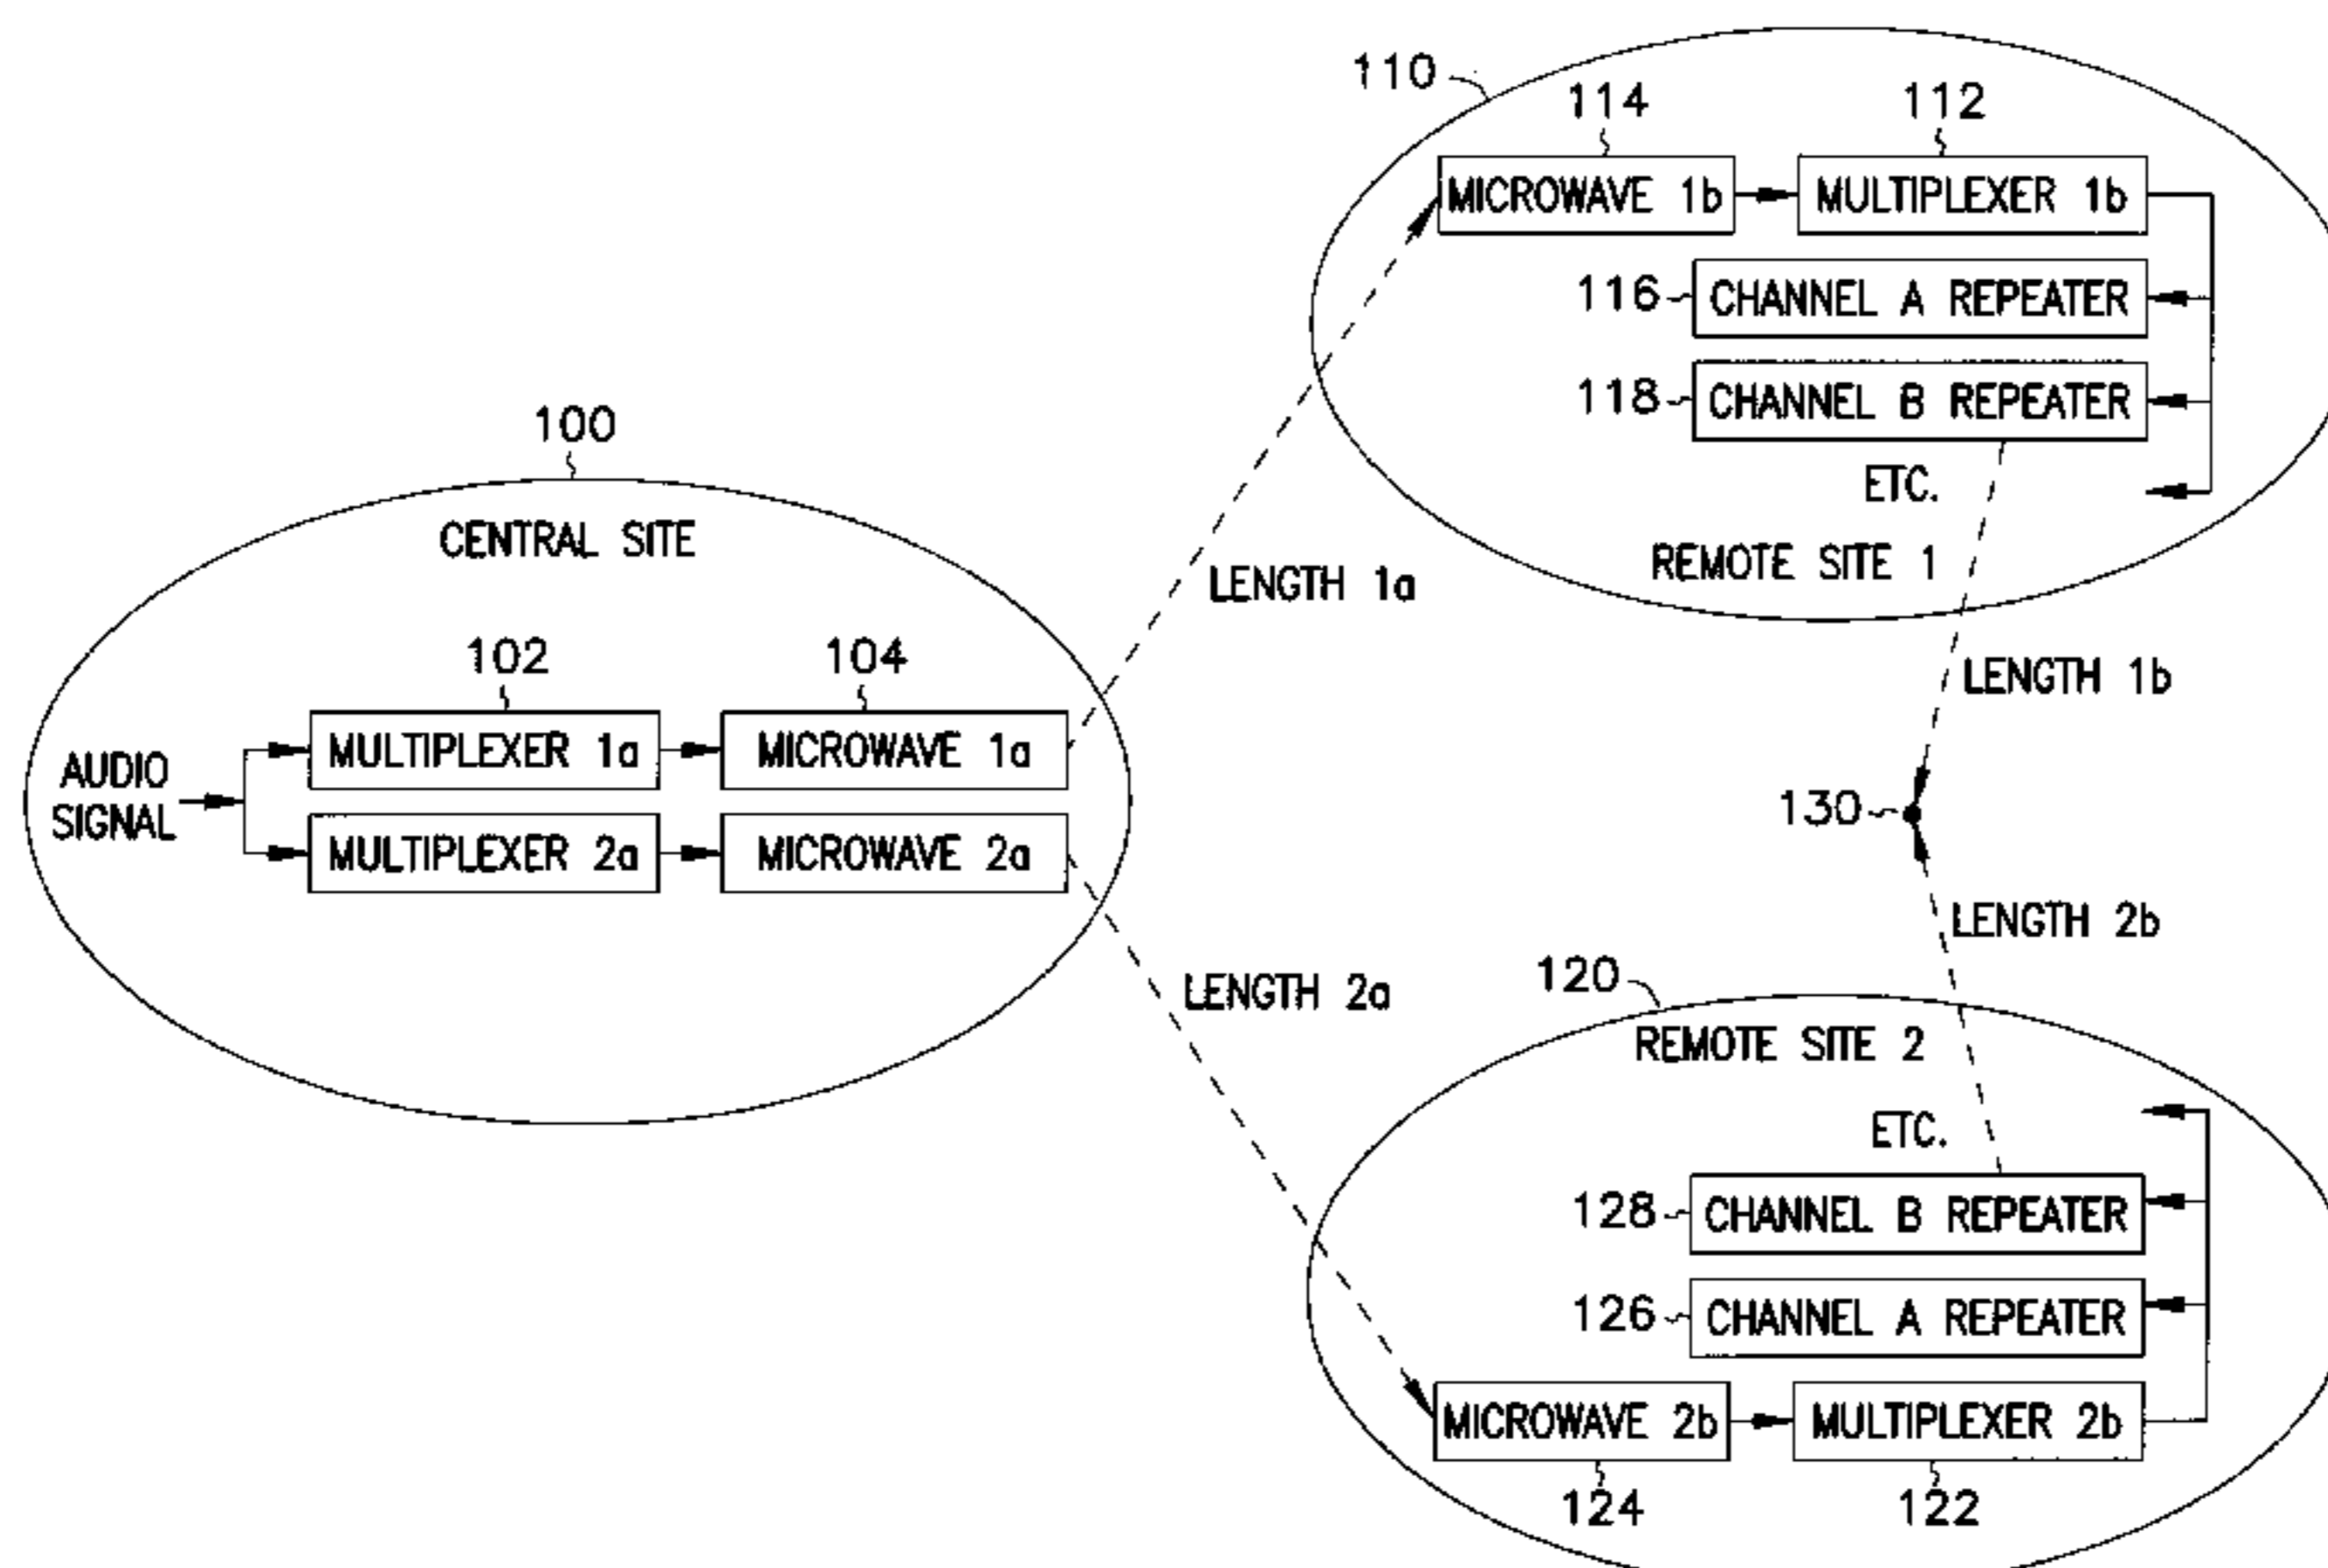 110
114
112
MICROWAVE 1b
MULTIPLEXER 1b
116
CHANNEL A REPEATER
118
CHANNEL B REPEATER
ETC.
REMOTE SITE 1
100
CENTRAL SITE
LENGTH 1a
102
104
LENGTH 1b
AUDIO
SIGNAL
MULTIPLEXER 1a
MICROWAVE 1a
MULTIPLEXER 2a
MICROWAVE 2a
130
LENGTH 2b
LENGTH 2a
120
REMOTE SITE 2
ETC.
128
CHANNEL B REPEATER
126
CHANNEL A REPEATER
MICROWAVE 2b
MULTIPLEXER 2b
124
122